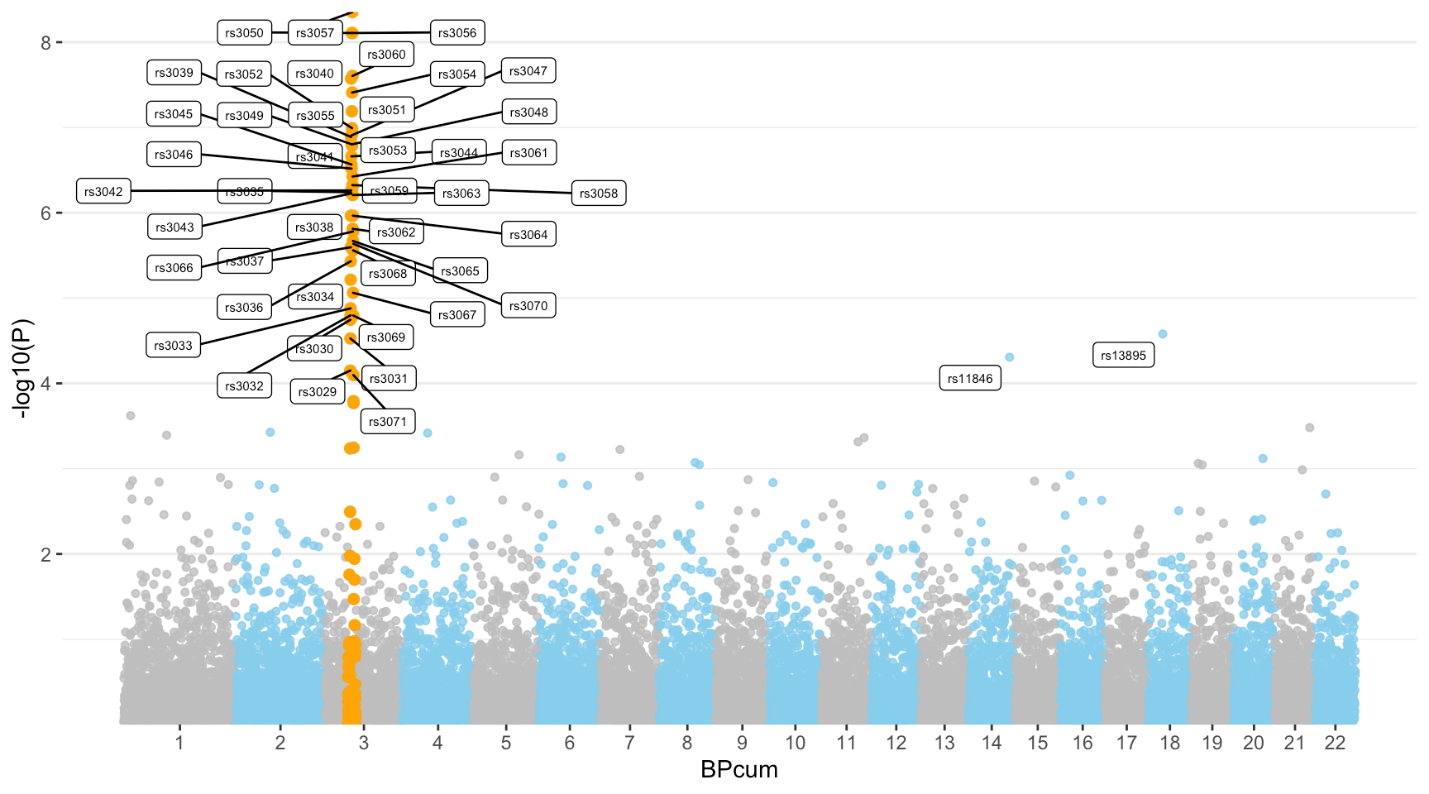 8
6
4
2
-log10(P)
rs3050
rs3057
rs3056
rs3060
rs3039
rs3052
rs3040
rs3054
rs3047
rs3045
rs3049
rs3055
rs3051
rs3048
rs3046
rs3041
rs3053
rs3044
rs3061
rs3042
rs3035
rs3059
rs3063
rs3058
rs3043
rs3038
rs3062
rs3064
rs3066
rs3037
rs3068
rs3065
rs3036
rs3034
rs3067
rs3070
rs3033
rs3030
rs3069
rs13895
rs3032
rs3029
rs3031
rs11846
rs3071
1 2 3 4 5 6 7 8 9 10 11 12 13 14 15 16 17 18 19 20 21 22
BPcum